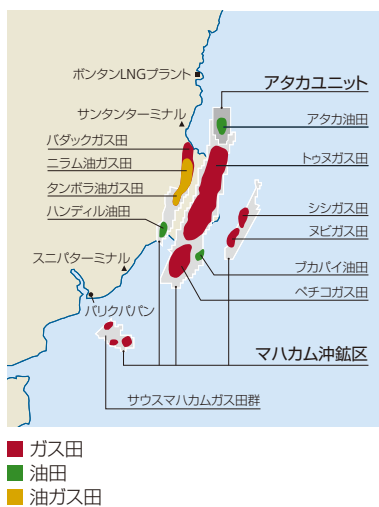 ボンタンLNGプラント
アタカユニット
サンタンターミナル
アタカ油田
バダックガス田
トゥヌガス田
ニラム油ガス田
タンボラ油ガス田
シシガス田
ハンディル油田
ヌビガス田
スニパターミナル
ブカパイ油田
ペチコガス田
バリクパパン
マハカム沖鉱区
サウスマハカムガス田群
ガス田
油田
油ガス田